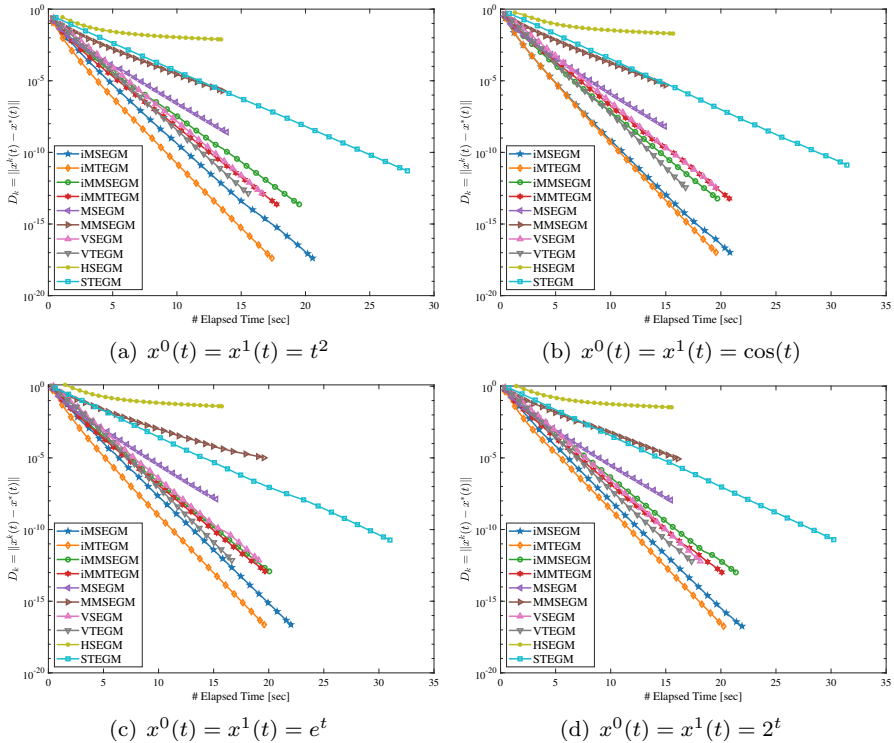 10^0
10^-5
10^-10
10^-15
10^-20
D_k = ||x^k(t) − x^*(t)||
iMSEGM
iMTEGM
iMMSEGM
iMMTEGM
MSEGM
MMSEGM
VSEGM
VTEGM
HSEGM
STEGM
0 5 10 15 20 25 30
# Elapsed Time [sec]
(a) x^0(t) = x^1(t) = t^2
10^0
10^-5
10^-10
10^-15
10^-20
D_k = ||x^k(t) − x^*(t)||
iMSEGM
iMTEGM
iMMSEGM
iMMTEGM
MSEGM
MMSEGM
VSEGM
VTEGM
HSEGM
STEGM
0 5 10 15 20 25 30 35
# Elapsed Time [sec]
(b) x^0(t) = x^1(t) = cos(t)
10^0
10^-5
10^-10
10^-15
10^-20
D_k = ||x^k(t) − x^*(t)||
iMSEGM
iMTEGM
iMMSEGM
iMMTEGM
MSEGM
MMSEGM
VSEGM
VTEGM
HSEGM
STEGM
0 5 10 15 20 25 30 35
# Elapsed Time [sec]
(c) x^0(t) = x^1(t) = e^t
10^0
10^-5
10^-10
10^-15
10^-20
D_k = ||x^k(t) − x^*(t)||
iMSEGM
iMTEGM
iMMSEGM
iMMTEGM
MSEGM
MMSEGM
VSEGM
VTEGM
HSEGM
STEGM
0 5 10 15 20 25 30 35
# Elapsed Time [sec]
(d) x^0(t) = x^1(t) = 2^t